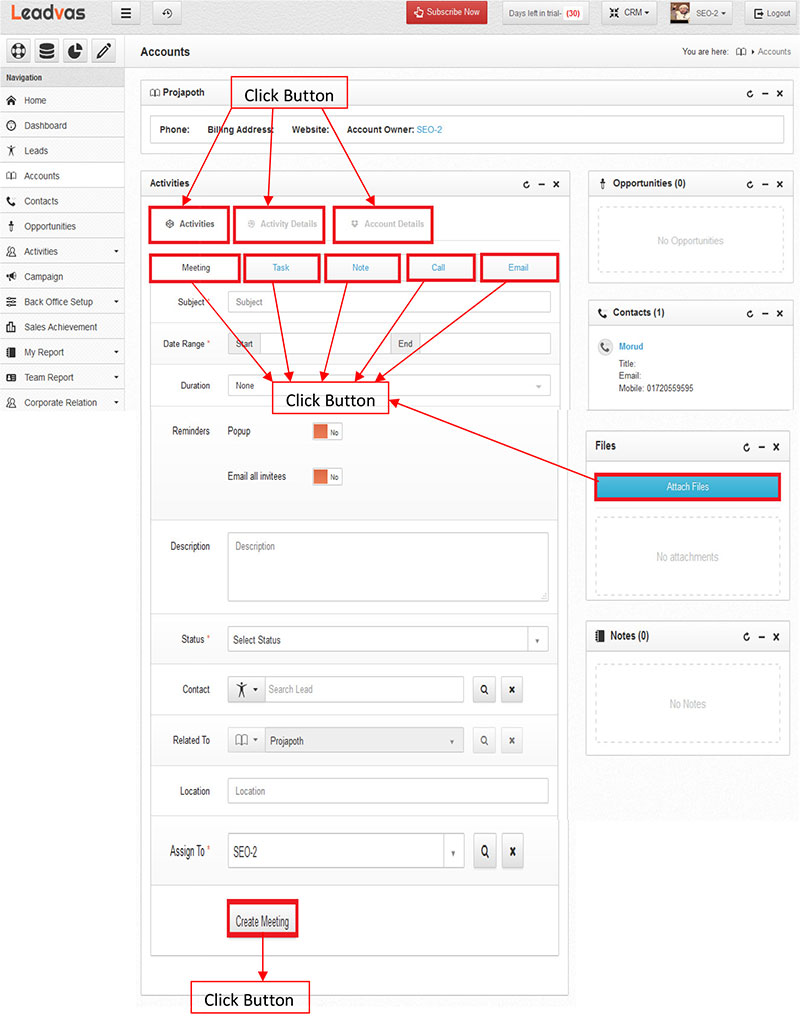 Leadvas
Subscribe Now
Days left in trial- (30)
CRM
SEO-2
Logout
Accounts
You are here: Accounts
Navigation
Home
Dashboard
Leads
Accounts
Contacts
Opportunities
Activities
Campaign
Back Office Setup
Sales Achievement
My Report
Team Report
Corporate Relation
Projapoth
Click Button
Phone: Billing Address: Website: Account Owner: SEO-2
Activities
Activities Activity Details Account Details
Meeting Task Note Call Email
Subject * Subject
Date Range * Start End
Duration None
Click Button
Reminders Popup No
Email all invitees No
Description Description
Status * Select Status
Contact Search Lead
Related To Projapoth
Location Location
Assign To * SEO-2
Create Meeting
Click Button
Opportunities (0)
No Opportunities
Contacts (1)
Morud
Title:
Email:
Mobile: 01720559595
Files
Attach Files
No attachments
Notes (0)
No Notes